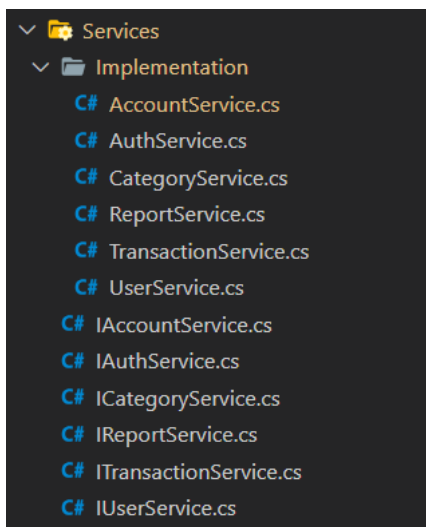 Services
Implementation
C# AccountService.cs
C# AuthService.cs
C# CategoryService.cs
C# ReportService.cs
C# TransactionService.cs
C# UserService.cs
C# IAccountService.cs
C# IAuthService.cs
C# ICategoryService.cs
C# IReportService.cs
C# ITransactionService.cs
C# IUserService.cs